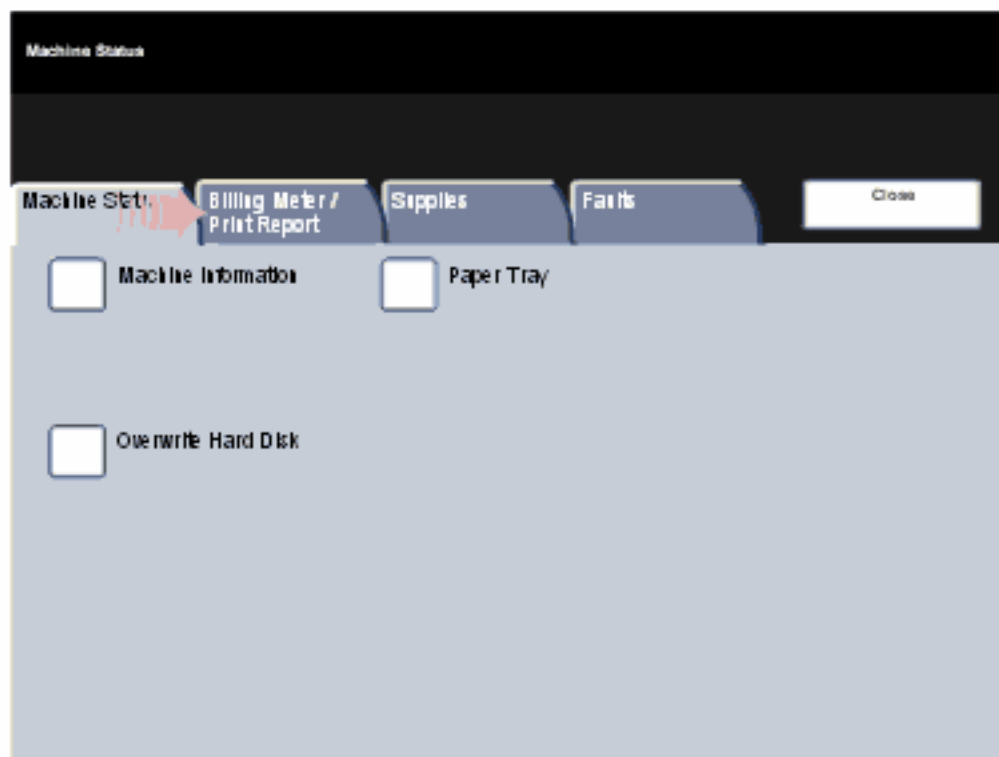 Machine Status
Machine Statu
Billing Meter /
Print Report
Supplies
Faults
Close
Machine Information
Paper Tray
Overwrite Hard Disk